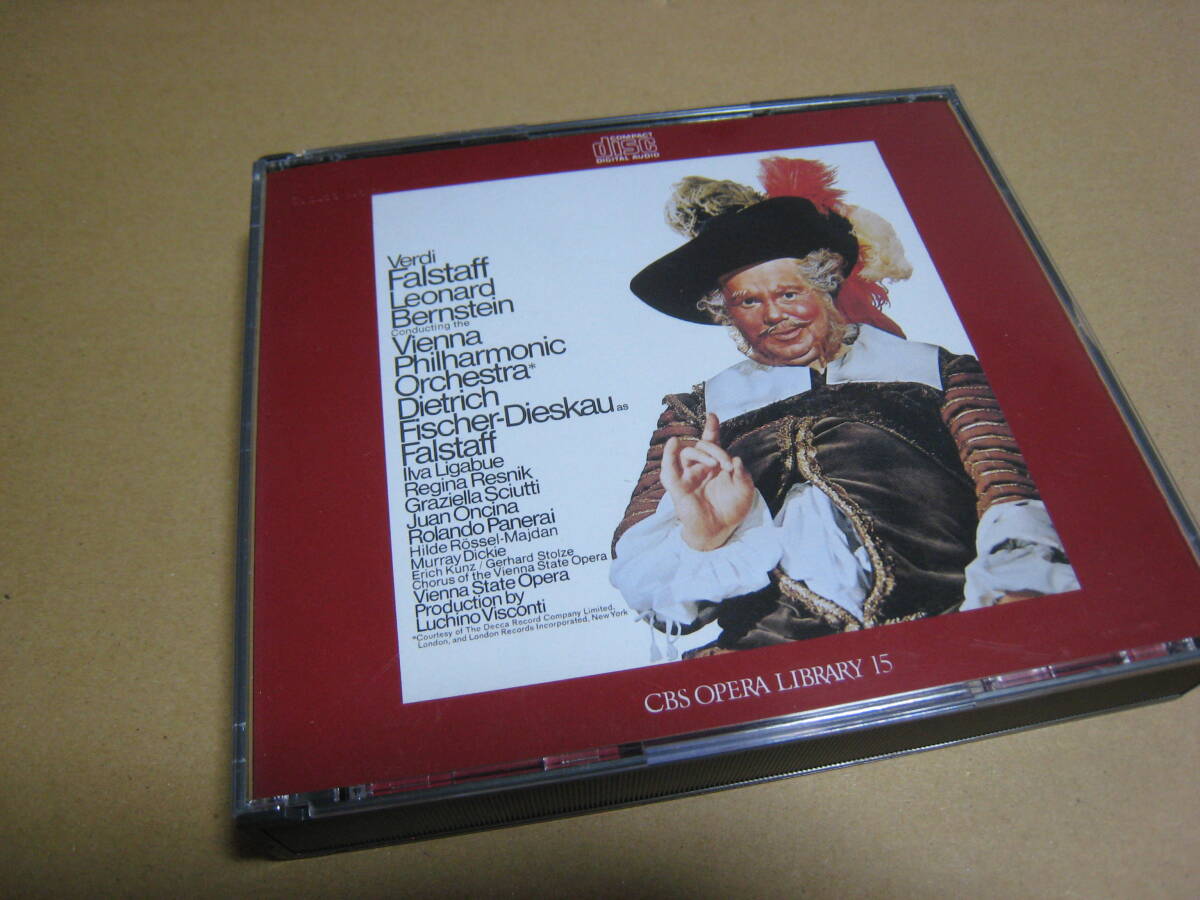 COMPACT
disc
DIGITAL AUDIO
Verdi
Falstaff
Leonard
Bernstein
Conducting the
Vienna
Philharmonic
Orchestra*
Dietrich
Fischer-Dieskau as
Falstaff
Ilva Ligabue
Regina Resnik
Graziella Sciutti
Juan Oncina
Rolando Panerai
Hilde Rössel-Majdan
Murray Dickie
Erich Kunz / Gerhard Stolze
Chorus of the Vienna State Opera
Vienna State Opera
Production by
Luchino Visconti
*Courtesy of The Decca Record Company Limited,
London, and London Records Incorporated, New York
CBS OPERA LIBRARY 15